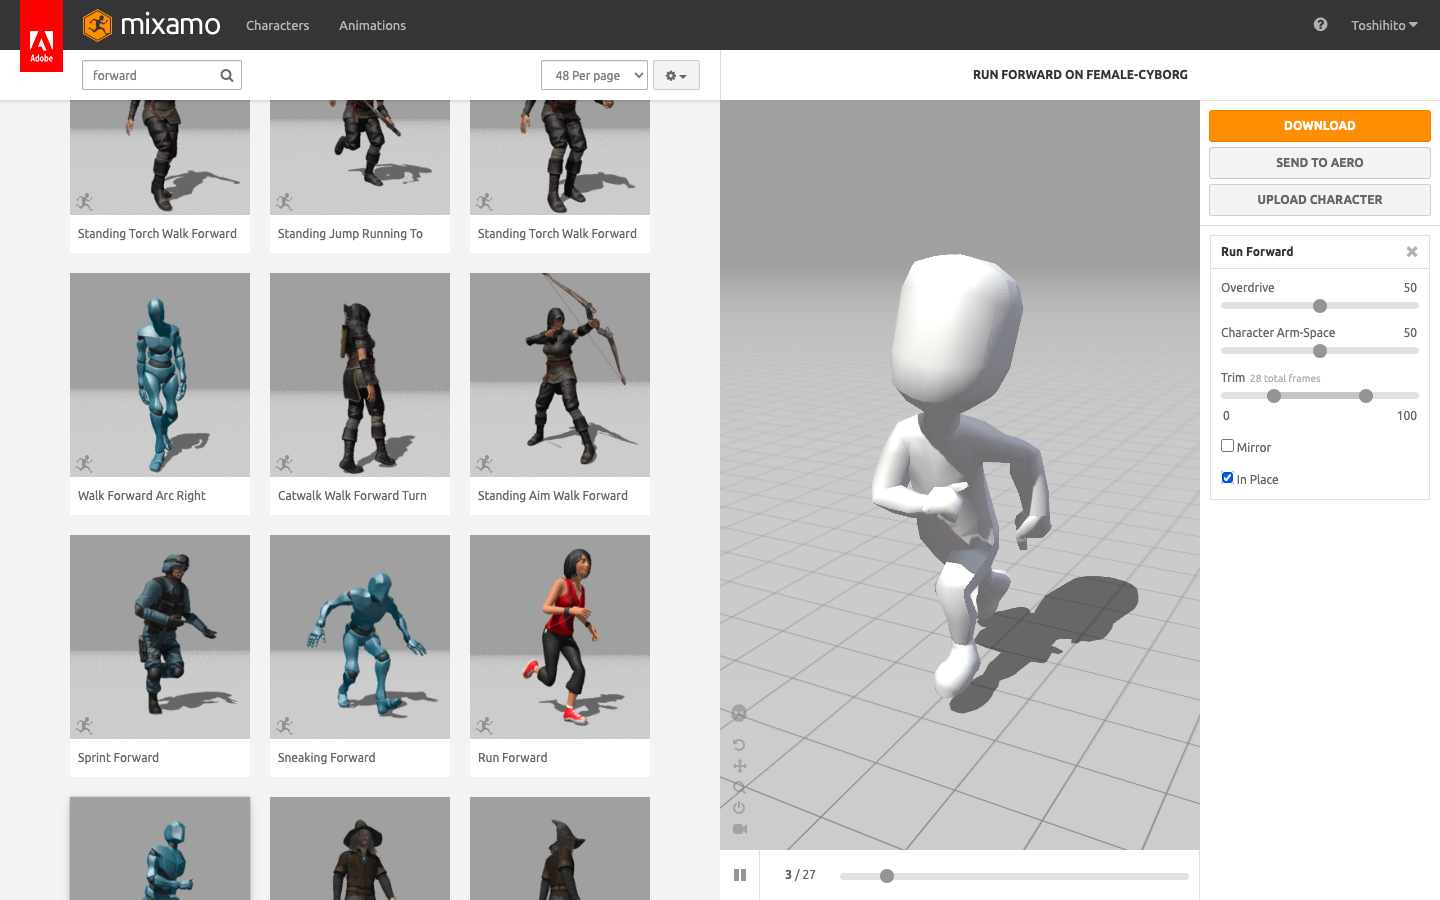 Adobe
mixamo
Characters
Animations
Toshihito
forward
48 Per page
RUN FORWARD ON FEMALE-CYBORG
Standing Torch Walk Forward
Standing Jump Running To
Standing Torch Walk Forward
Walk Forward Arc Right
Catwalk Walk Forward Turn
Standing Aim Walk Forward
Sprint Forward
Sneaking Forward
Run Forward
3 / 27
DOWNLOAD
SEND TO AERO
UPLOAD CHARACTER
Run Forward
Overdrive 50
Character Arm-Space 50
Trim 28 total frames
0 100
Mirror
In Place